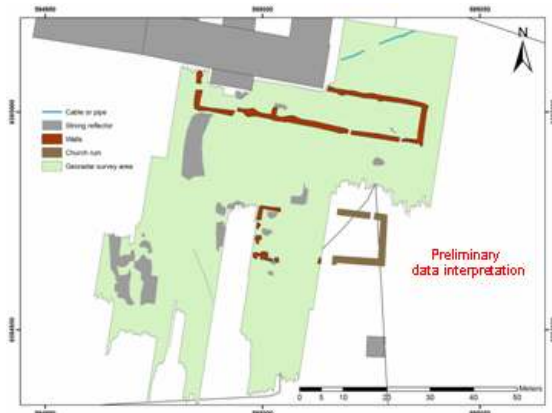 N
Cable or pipe
Strong reflector
Walls
Church ruin
Georadar survey area
Preliminary
data interpretation
Meters
0 5 10 20 30 40 50